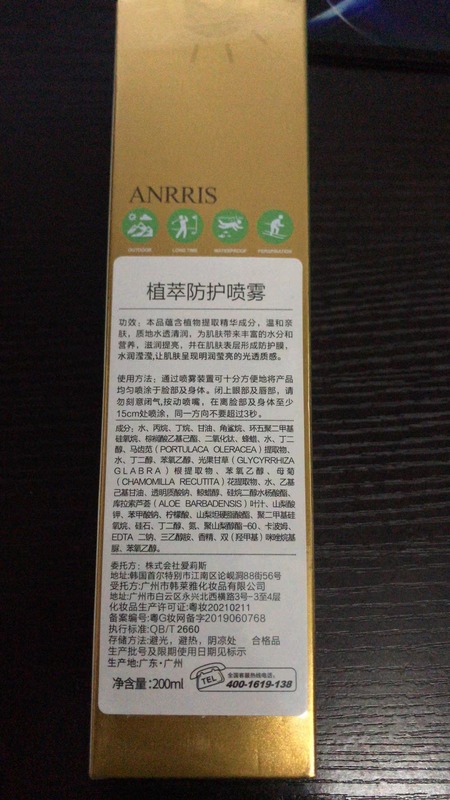 ANRRIS
OUTDOOR LONG TIME WATERPROOF PERSPIRATION
植萃防护喷雾
功效：本品蕴含植物提取精华成分，温和亲
肤，质地水透清润，为肌肤带来丰富的水分和
营养，滋润提亮，并在肌肤表层形成防护膜，
水润滢滢,让肌肤呈现明润莹亮的光透质感。
使用方法：通过喷雾装置可十分方便地将产品
均匀喷涂于脸部及身体。闭上眼部及唇部，请
勿刻意闭气,按动喷嘴，在离脸部及身体至少
15cm处喷涂，同一方向不要超过3秒。
成分：水、丙烷、丁烷、甘油、角鲨烷、环五聚二甲基
硅氧烷、棕榈酸乙基己酯、二氧化钛、蜂蜡、水、丁二
醇、马齿苋（PORTULACA OLERACEA）提取物、
水、丁二醇、苯氧乙醇、光果甘草（GLYCYRRHIZA
GLABRA）根提取物、苯氧乙醇、母菊
（CHAMOMILLA RECUTITA）花提取物、水、乙基
己基甘油、透明质酸钠、鲸蜡醇、硅烷二醇水杨酸酯、
库拉索芦荟（ALOE BARBADENSIS）叶汁、山梨酸
钾、苯甲酸钠、柠檬酸、山梨坦硬脂酸酯、聚二甲基硅
氧烷、硅石、丁二醇、氮、聚山梨醇酯-60、卡波姆、
EDTA 二钠、三乙醇胺、香精、双（羟甲基）咪唑烷基
脲、苯氧乙醇。
委托方：株式会社爱莉斯
地址:韩国首尔特别市江南区论岘洞88街56号
受托方:广州市韩莱雅化妆品有限公司
地址:广州市白云区永兴北西横路3号-3至4层
化妆品生产许可证:粤妆20210211
备案编号:粤G妆网备字2019060768
执行标准:QB/T 2660
存储方法:避光，避热，阴凉处 合格品
生产批号及限期使用日期见标示
生产地:广东·广州
净含量:200ml
TEL
全国客服热线电话：
400-1619-138